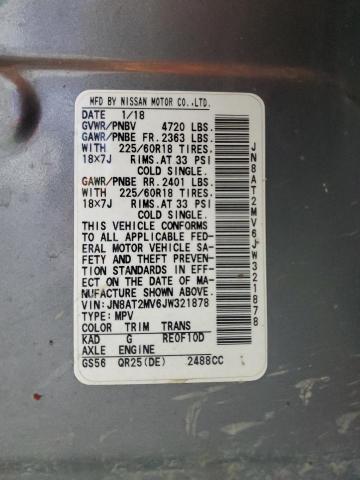 MFD BY NISSAN MOTOR CO.,LTD.
DATE 1/18
GVWR/PNBV 4720 LBS.
GAWR/PNBE FR. 2363 LBS.
WITH 225/60R18 TIRES.
18X7J RIMS. AT 33 PSI
COLD SINGLE.
GAWR/PNBE RR. 2401 LBS.
WITH 225/60R18 TIRES.
18X7J RIMS. AT 33 PSI
COLD SINGLE.
THIS VEHICLE CONFORMS
TO ALL APPLICABLE FED-
ERAL MOTOR VEHICLE SA-
FETY AND THEFT PREVEN-
TION STANDARDS IN EFF-
ECT ON THE DATE OF MA-
NUFACTURE SHOWN ABOVE.
VIN: JN8AT2MV6JW321878
TYPE: MPV
COLOR TRIM TRANS
KAD G RE0F10D
AXLE ENGINE
GS56 QR25(DE) 2488CC
JN8AT2MV6JW321878